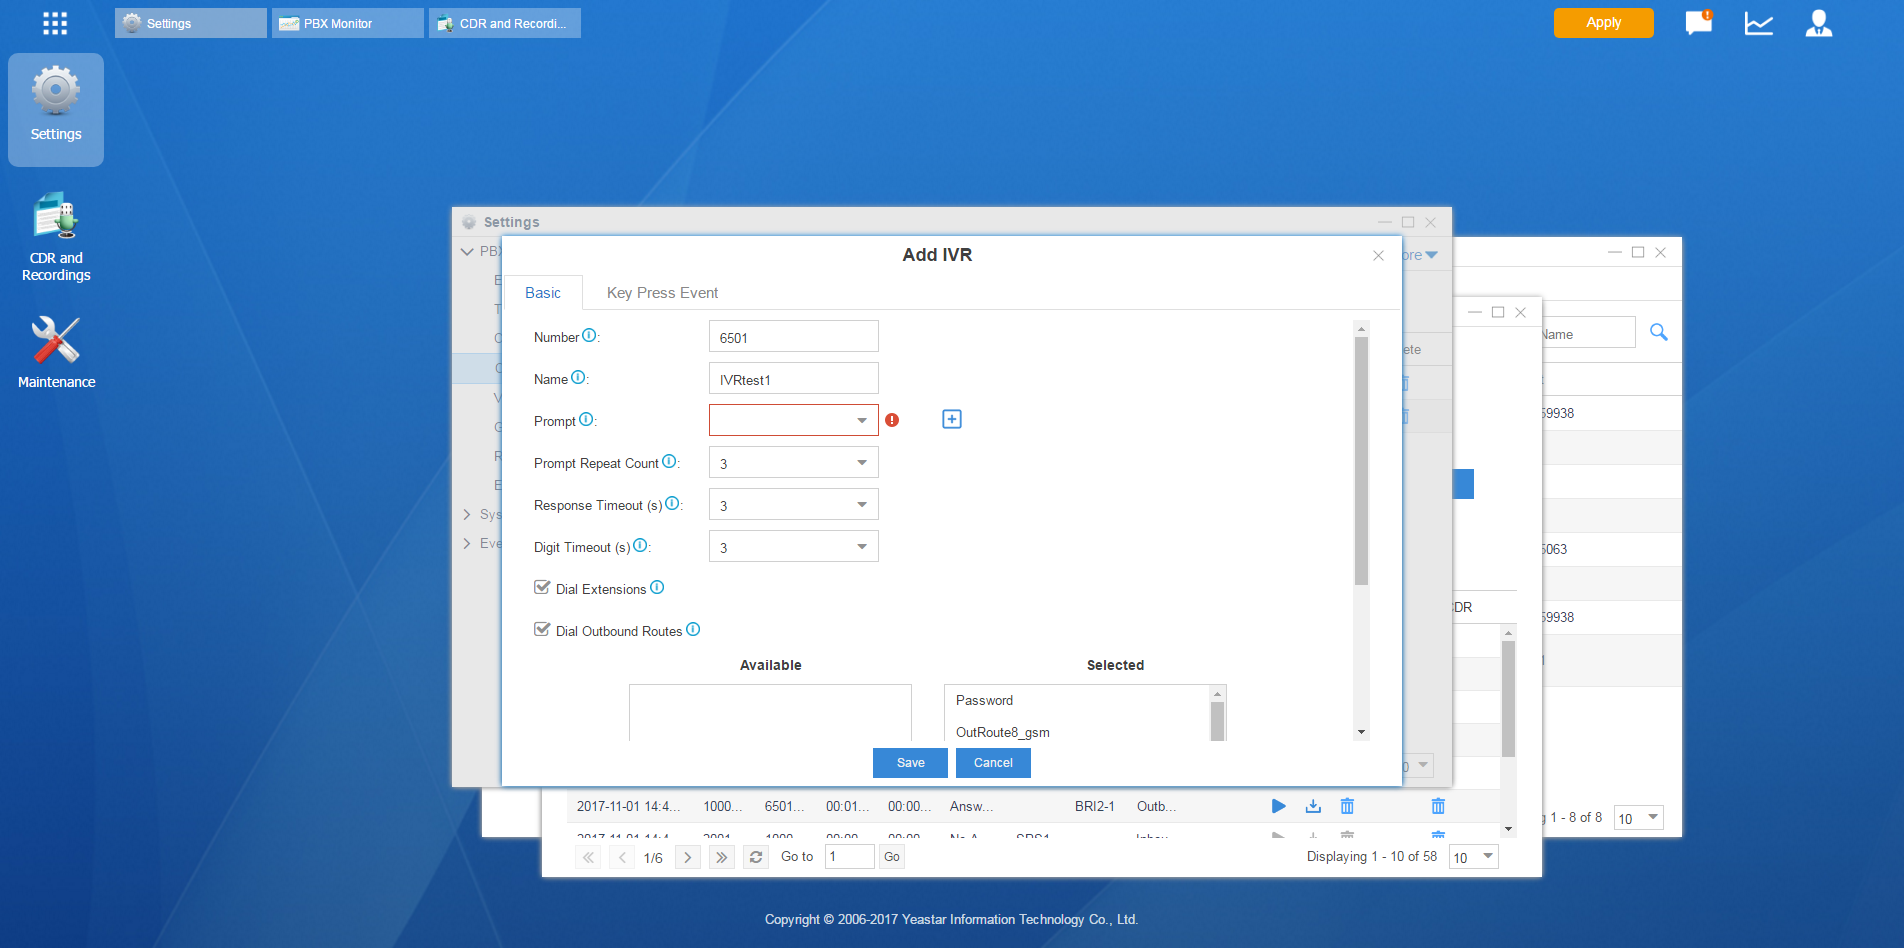 Settings
PBX Monitor
CDR and Recordi...
Apply
Settings
CDR and
Recordings
Maintenance
Settings
PBX
Sys
Eve
ore
ete
Add IVR
Basic
Key Press Event
Number :
6501
Name :
IVRtest1
Prompt :
Prompt Repeat Count :
3
Response Timeout (s) :
3
Digit Timeout (s) :
3
Dial Extensions
Dial Outbound Routes
Available
Selected
Password
OutRoute8_gsm
Save
Cancel
Name
59938
5063
59938
CDR
2017-11-01 14:4... 1000... 6501... 00:01... 00:00... Answ... BRI2-1 Outb...
1/6
Go to
1
Go
Displaying 1 - 10 of 58
10
g 1 - 8 of 8
10
Copyright © 2006-2017 Yeastar Information Technology Co., Ltd.